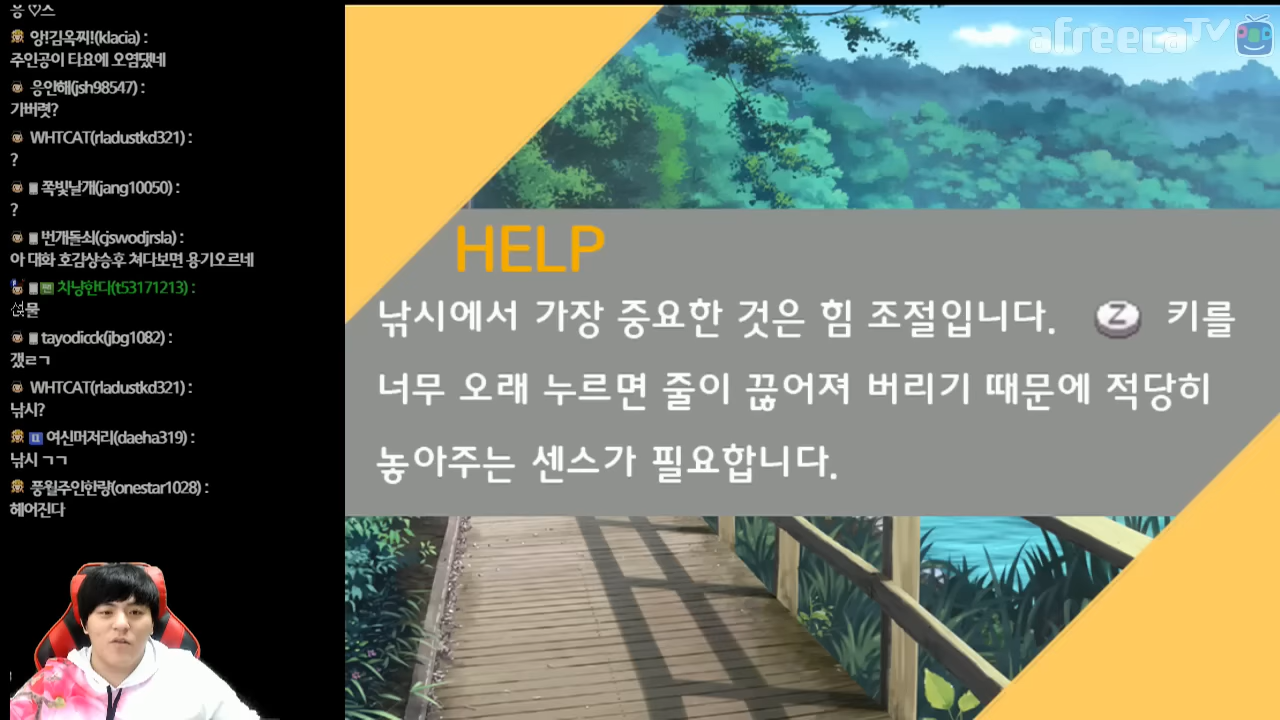 응 ♡스
앙!김옥찌!(klacia) :
주인공이 타요에 오염됐네
응안해(jsh98547) :
가버렷?
WHTCAT(rladustkd321) :
?
쪽빛날개(jang10050) :
?
번개돌쇠(cjswodjrsla) :
아 대화 호감상승후 쳐다보면 용기오르네
차낭한디(t53171213) :
tayodicck(jbg1082) :
갰ㄹㄱ
WHTCAT(rladustkd321) :
낚시?
여신머저리(daeha319) :
낚시 ㄱㄱ
풍월주인한량(onestar1028) :
헤어진다
afreecaTV
HELP
낚시에서 가장 중요한 것은 힘 조절입니다. Z 키를
너무 오래 누르면 줄이 끊어져 버리기 때문에 적당히
놓아주는 센스가 필요합니다.